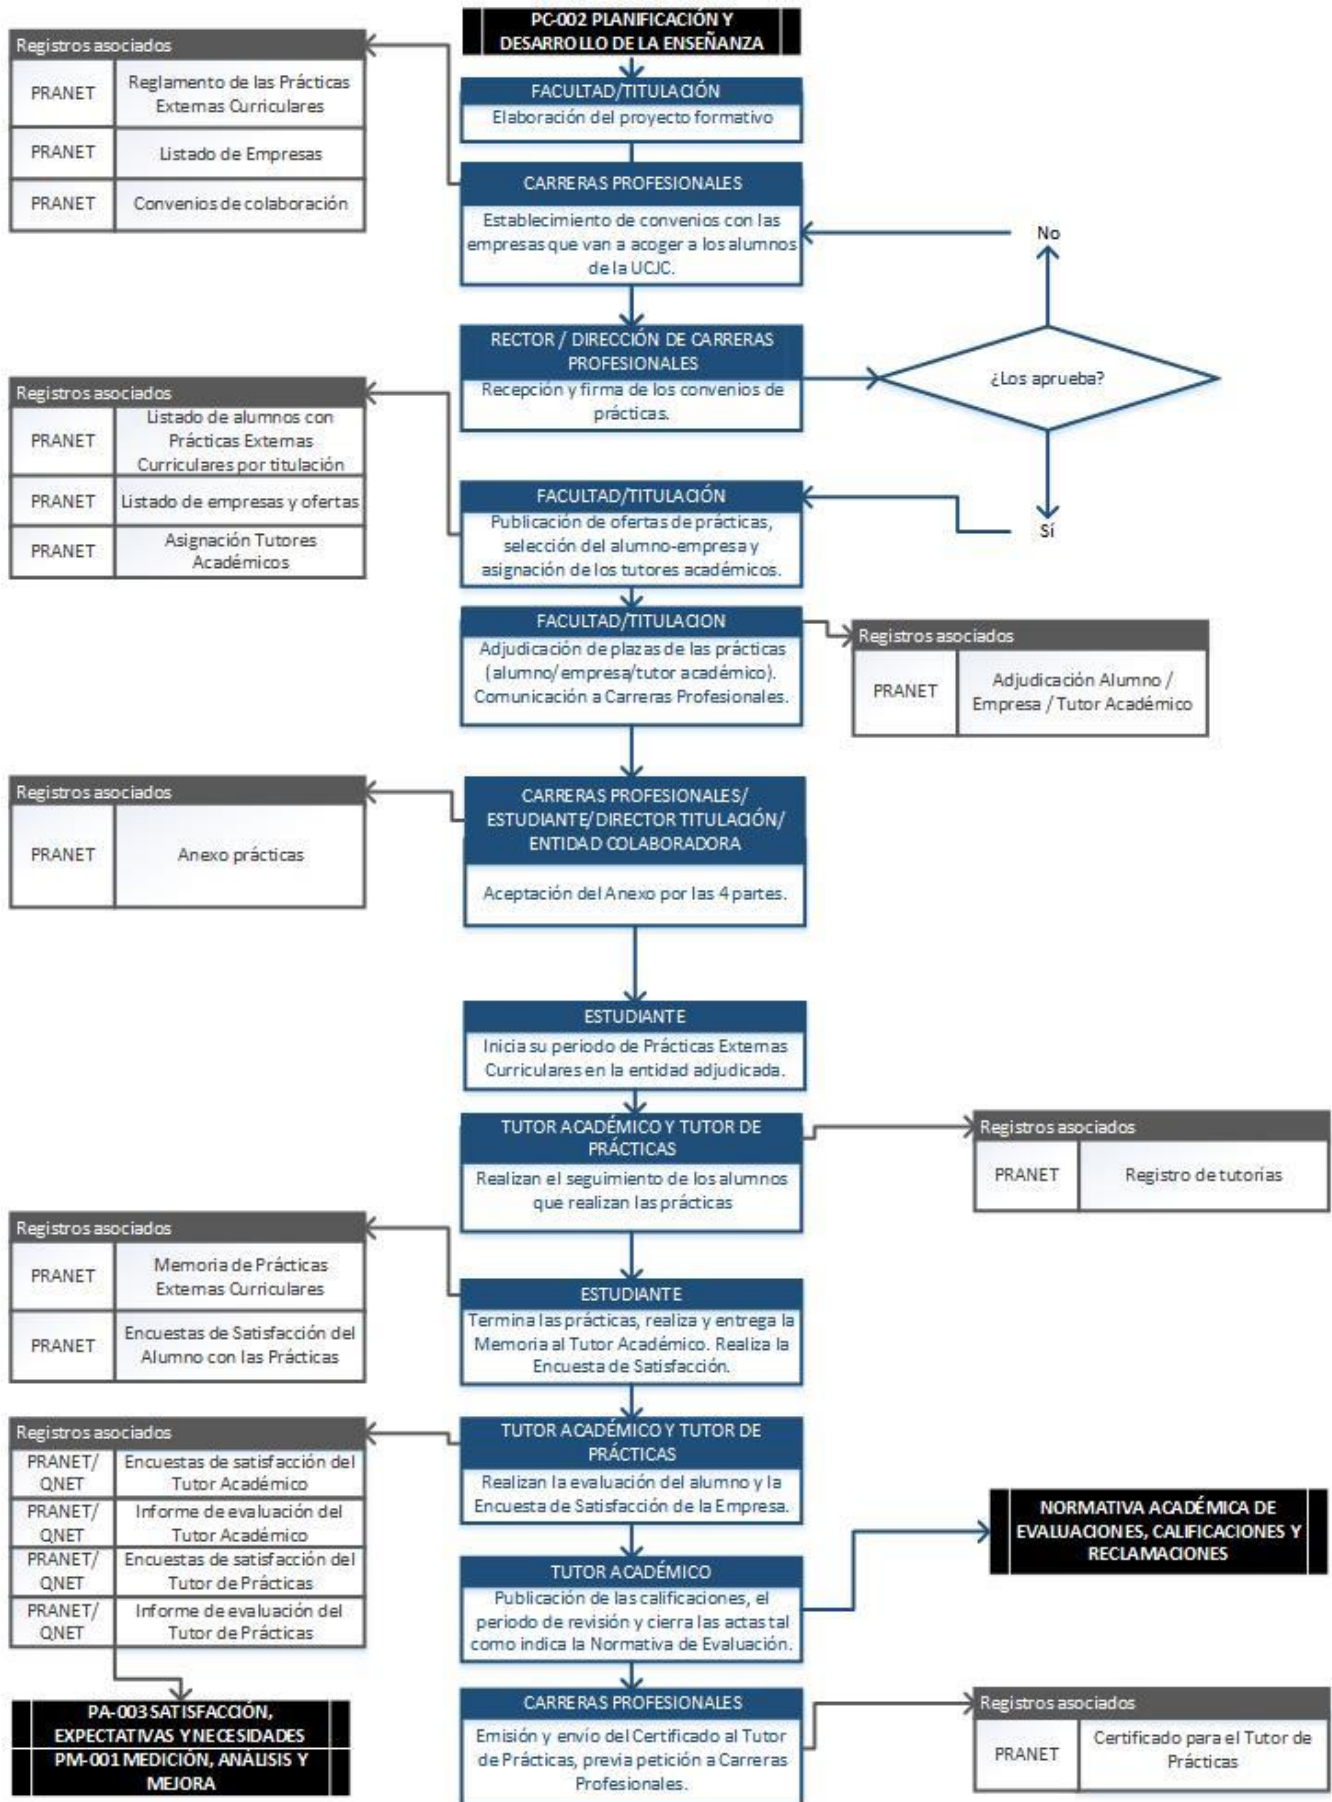 PC-002 PLANIFICACIÓN Y
DESARROLLO DE LA ENSEÑANZA
Registros asociados
PRANET
Reglamento de las Prácticas
Externas Curriculares
PRANET
Listado de Empresas
PRANET
Convenios de colaboración
FACULTAD/TITULACIÓN
Elaboración del proyecto formativo
CARRERAS PROFESIONALES
Establecimiento de convenios con las
empresas que van a acoger a los alumnos
de la UCJC.
No
RECTOR / DIRECCIÓN DE CARRERAS
PROFESIONALES
Recepción y firma de los convenios de
prácticas.
¿Los aprueba?
Sí
Registros asociados
PRANET
Listado de alumnos con
Prácticas Externas
Curriculares por titulación
PRANET
Listado de empresas y ofertas
PRANET
Asignación Tutores
Académicos
FACULTAD/TITULACIÓN
Publicación de ofertas de prácticas,
selección del alumno-empresa y
asignación de los tutores académicos.
FACULTAD/TITULACION
Adjudicación de plazas de las prácticas
(alumno/empresa/tutor académico).
Comunicación a Carreras Profesionales.
Registros asociados
PRANET
Adjudicación Alumno /
Empresa / Tutor Académico
Registros asociados
PRANET
Anexo prácticas
CARRERAS PROFESIONALES/
ESTUDIANTE/DIRECTOR TITULACIÓN/
ENTIDAD COLABORADORA
Aceptación del Anexo por las 4 partes.
ESTUDIANTE
Inicia su periodo de Prácticas Externas
Curriculares en la entidad adjudicada.
TUTOR ACADÉMICO Y TUTOR DE
PRÁCTICAS
Realizan el seguimiento de los alumnos
que realizan las prácticas
Registros asociados
PRANET
Registro de tutorías
Registros asociados
PRANET
Memoria de Prácticas
Externas Curriculares
PRANET
Encuestas de Satisfacción del
Alumno con las Prácticas
ESTUDIANTE
Termina las prácticas, realiza y entrega la
Memoria al Tutor Académico. Realiza la
Encuesta de Satisfacción.
Registros asociados
PRANET/
QNET
Encuestas de satisfacción del
Tutor Académico
PRANET/
QNET
Informe de evaluación del
Tutor Académico
PRANET/
QNET
Encuestas de satisfacción del
Tutor de Prácticas
PRANET/
QNET
Informe de evaluación del
Tutor de Prácticas
TUTOR ACADÉMICO Y TUTOR DE
PRÁCTICAS
Realizan la evaluación del alumno y la
Encuesta de Satisfacción de la Empresa.
NORMATIVA ACADÉMICA DE
EVALUACIONES, CALIFICACIONES Y
RECLAMACIONES
TUTOR ACADÉMICO
Publicación de las calificaciones, el
periodo de revisión y cierra las actas tal
como indica la Normativa de Evaluación.
PA-003 SATISFACCIÓN,
EXPECTATIVAS Y NECESIDADES
PM-001 MEDICIÓN, ANÁLISIS Y
MEJORA
CARRERAS PROFESIONALES
Emisión y envío del Certificado al Tutor
de Prácticas, previa petición a Carreras
Profesionales.
Registros asociados
PRANET
Certificado para el Tutor de
Prácticas